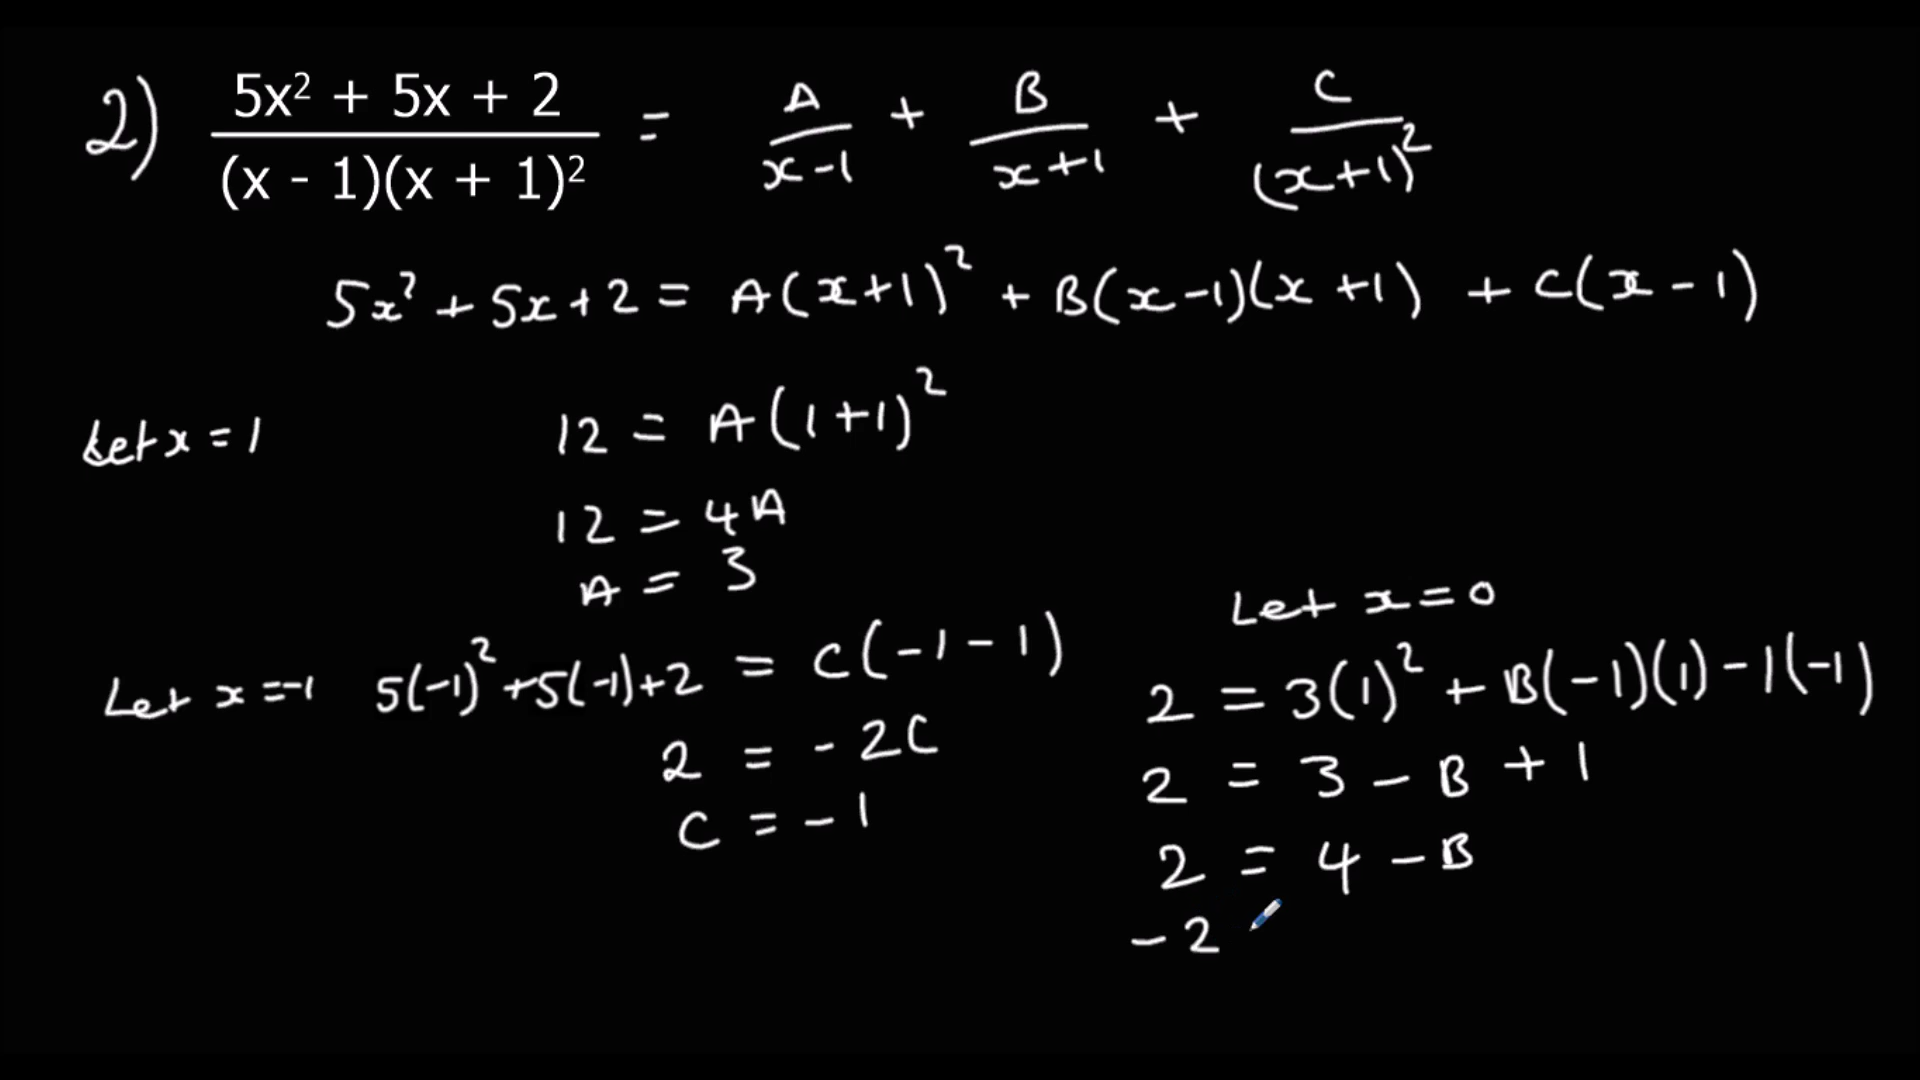 2) 5x² + 5x + 2 / (x - 1)(x + 1)² = A / x-1 + B / x+1 + C / (x+1)²
5x² + 5x + 2 = A(x+1)² + B(x-1)(x+1) + C(x-1)
Let x = 1 12 = A(1+1)²
12 = 4A
A = 3
Let x = -1 5(-1)² + 5(-1) + 2 = C(-1-1)
2 = -2C
C = -1
Let x = 0
2 = 3(1)² + B(-1)(1) - 1(-1)
2 = 3 - B + 1
2 = 4 - B
-2